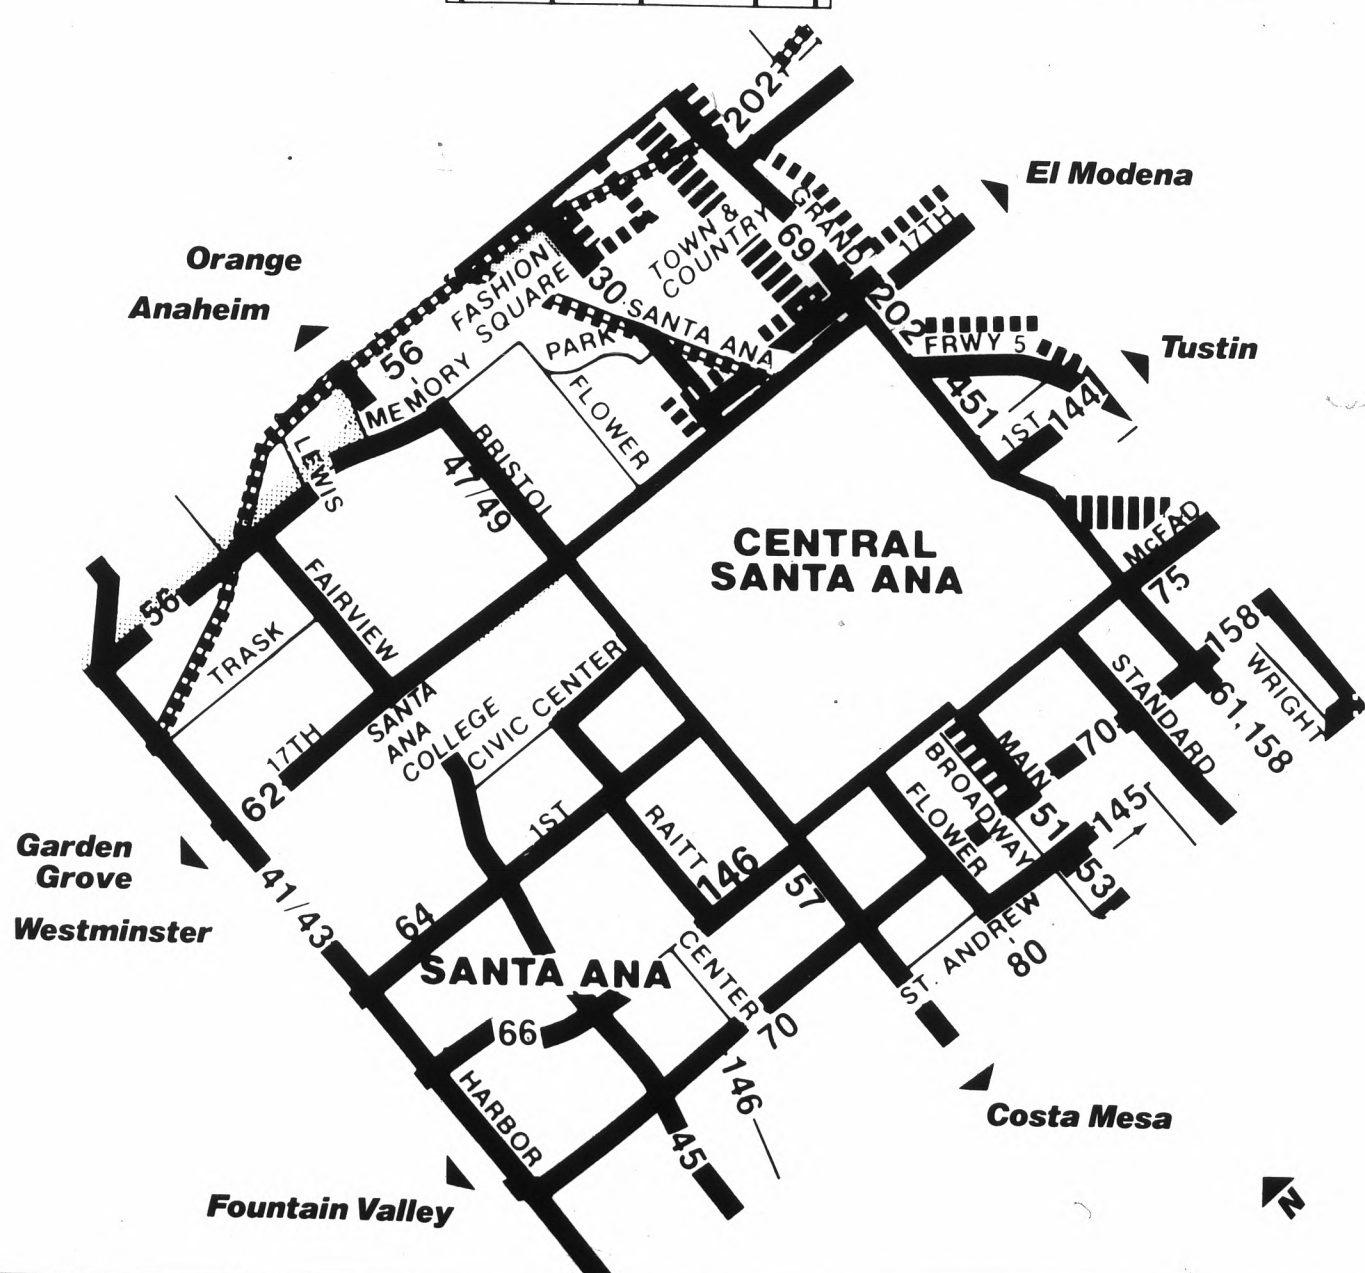 202
El Modena
GRAND
17TH
69
TOWN &
COUNTRY
Orange
Anaheim
FASHION
SQUARE
30
SANTA ANA
202
FRWY 5
Tustin
56
MEMORY
PARK
FLOWER
451
1ST
144
LEWIS
BRISTOL
47/49
CENTRAL
SANTA ANA
McFAD
75
56
FAIRVIEW
TRASK
158
WRIGHT
61,158
STANDARD
SANTA
ANA
COLLEGE
CIVIC CENTER
17TH
62
MAIN
70
BROADWAY
FLOWER
51
145
53
1ST
RAITT
146
57
Garden
Grove
Westminster
41/43
64
SANTA ANA
CENTER
ST. ANDREW
80
66
70
146
HARBOR
45
Costa Mesa
Fountain Valley
N